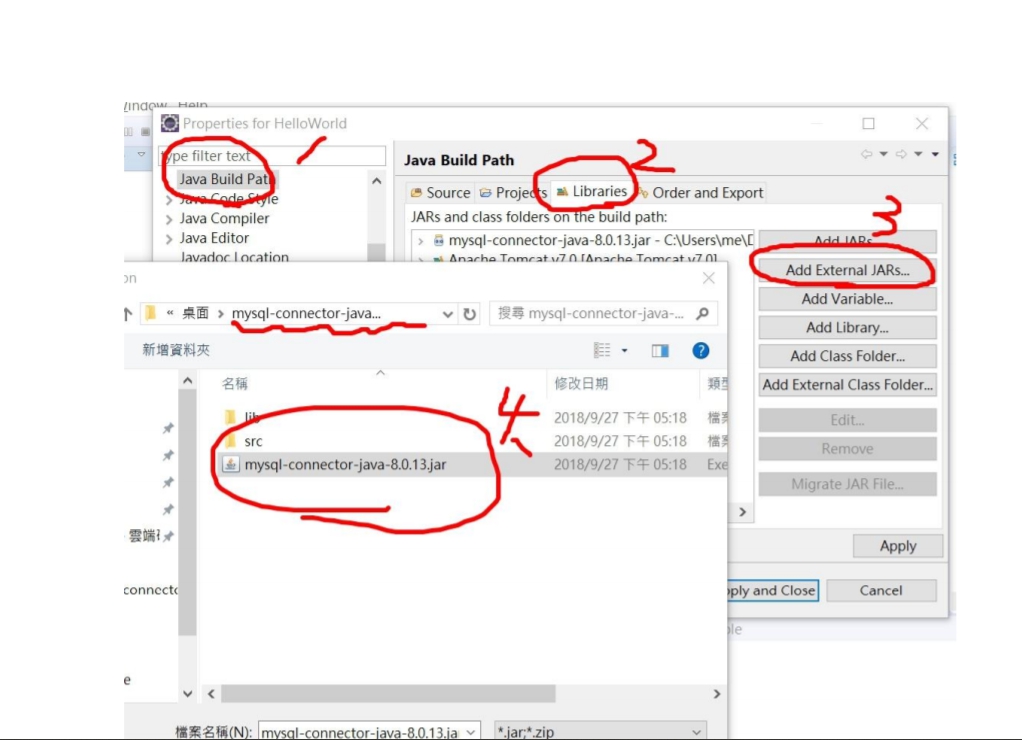 Window Help
Properties for HelloWorld
type filter text
1
Java Build Path
Java Code Style
Java Compiler
Java Editor
Javadoc Location
Java Build Path
2
Source
Projects
Libraries
Order and Export
JARs and class folders on the build path:
mysql-connector-java-8.0.13.jar - C:\Users\me\D
Apache Tomcat v7.0 [Apache Tomcat v7.0]
3
Add JARs...
Add External JARs...
Add Variable...
Add Library...
Add Class Folder...
Add External Class Folder...
Edit...
Remove
Migrate JAR File...
Apply
pply and Close
Cancel
ble
on
« 桌面 > mysql-connector-java...
搜尋 mysql-connector-java-...
新增資料夾
名稱
修改日期
類型
4
lib
2018/9/27 下午 05:18
檔案
src
2018/9/27 下午 05:18
檔案
mysql-connector-java-8.0.13.jar
2018/9/27 下午 05:18
Exe
雲端
connecto
e
檔案名稱(N):
mysql-connector-java-8.0.13.ja
*.jar;*.zip